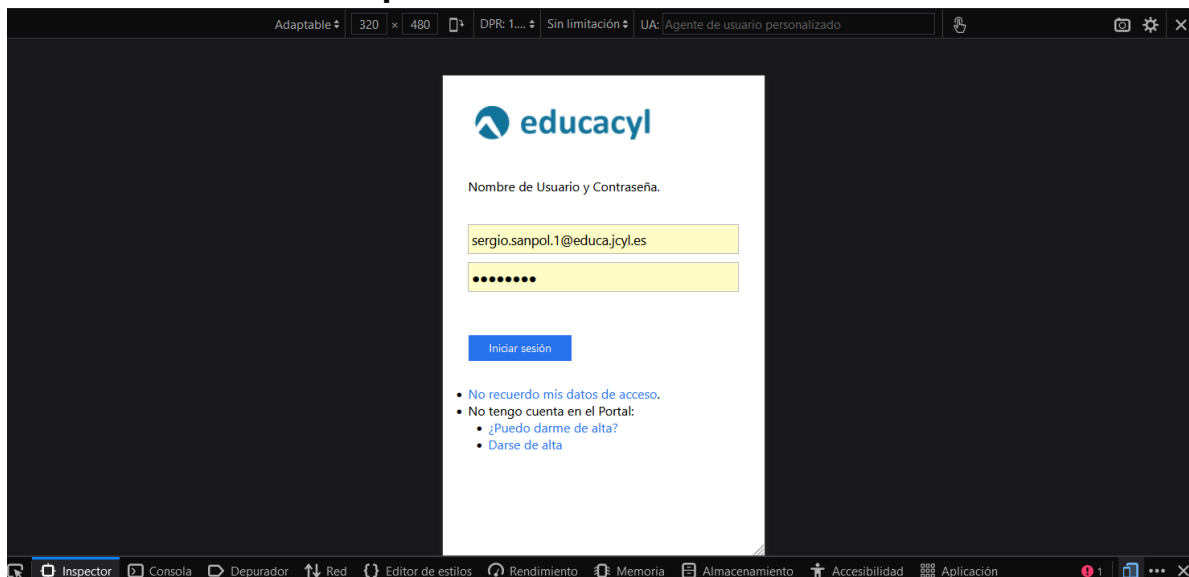 Adaptable 320 × 480 DPR: 1.... Sin limitación UA: Agente de usuario personalizado
educacyl
Nombre de Usuario y Contraseña.
sergio.sanpol.1@educa.jcyl.es
••••••••
Iniciar sesión
• No recuerdo mis datos de acceso.
• No tengo cuenta en el Portal:
• ¿Puedo darme de alta?
• Darse de alta
Inspector Consola Depurador Red {} Editor de estilos Rendimiento Memoria Almacenamiento Accesibilidad Aplicación 1